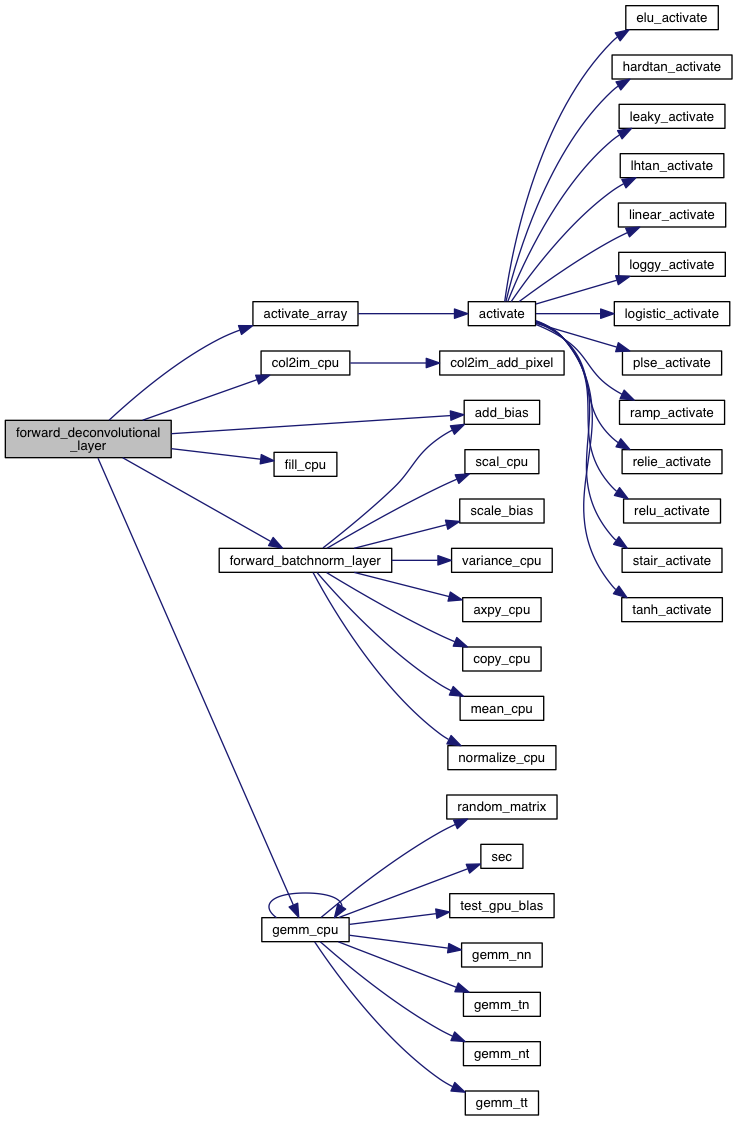 elu_activate
hardtan_activate
leaky_activate
lhtan_activate
linear_activate
loggy_activate
activate_array
activate
logistic_activate
col2im_cpu
col2im_add_pixel
plse_activate
add_bias
ramp_activate
forward_deconvolutional
_layer
fill_cpu
scal_cpu
relie_activate
scale_bias
relu_activate
forward_batchnorm_layer
variance_cpu
stair_activate
axpy_cpu
tanh_activate
copy_cpu
mean_cpu
normalize_cpu
random_matrix
sec
test_gpu_blas
gemm_cpu
gemm_nn
gemm_tn
gemm_nt
gemm_tt